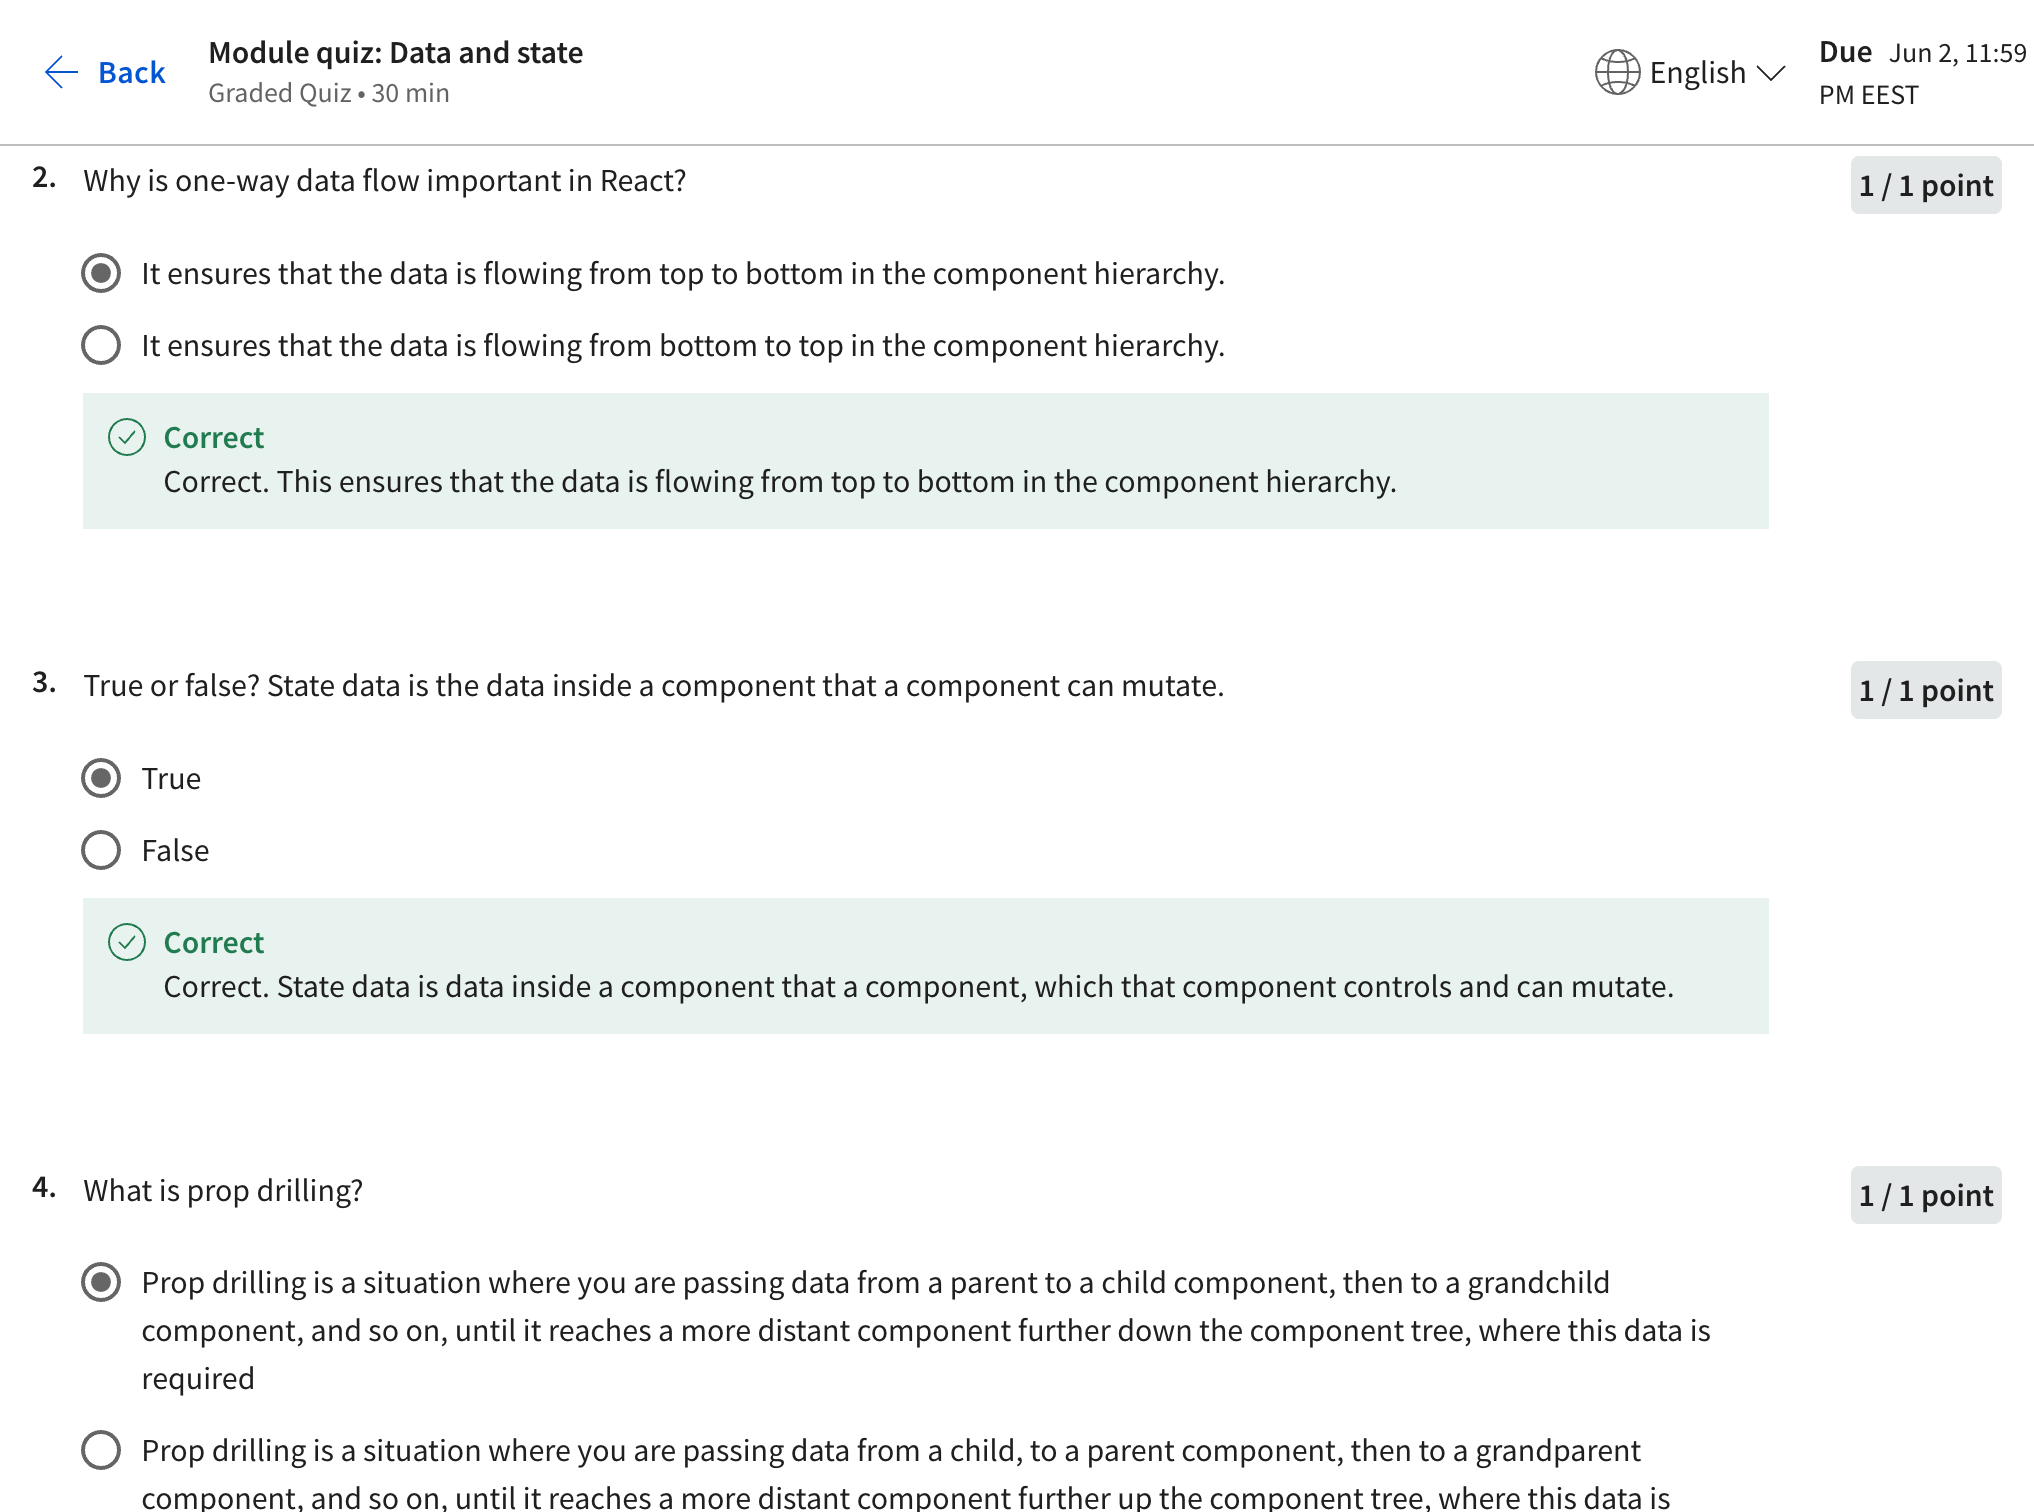 Back
Module quiz: Data and state
Graded Quiz • 30 min
English
Due Jun 2, 11:59
PM EEST
2. Why is one-way data flow important in React?
1 / 1 point
It ensures that the data is flowing from top to bottom in the component hierarchy.
It ensures that the data is flowing from bottom to top in the component hierarchy.
Correct
Correct. This ensures that the data is flowing from top to bottom in the component hierarchy.
3. True or false? State data is the data inside a component that a component can mutate.
1 / 1 point
True
False
Correct
Correct. State data is data inside a component that a component, which that component controls and can mutate.
4. What is prop drilling?
1 / 1 point
Prop drilling is a situation where you are passing data from a parent to a child component, then to a grandchild
component, and so on, until it reaches a more distant component further down the component tree, where this data is
required
Prop drilling is a situation where you are passing data from a child, to a parent component, then to a grandparent
component, and so on, until it reaches a more distant component further up the component tree, where this data is